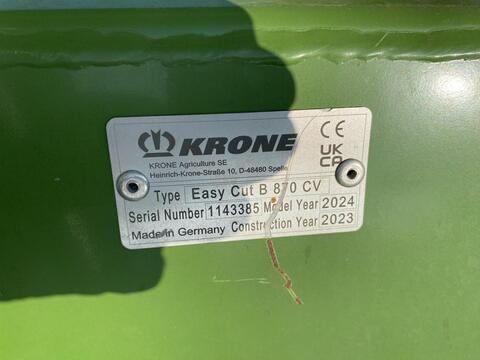 KRONE
CE
KRONE Agriculture SE
Heinrich-Krone-Straße 10, D-48480 Spelle
UK
CA
Type Easy Cut B 870 CV
Serial Number 1143385 Model Year 2024
Made in Germany Construction Year 2023